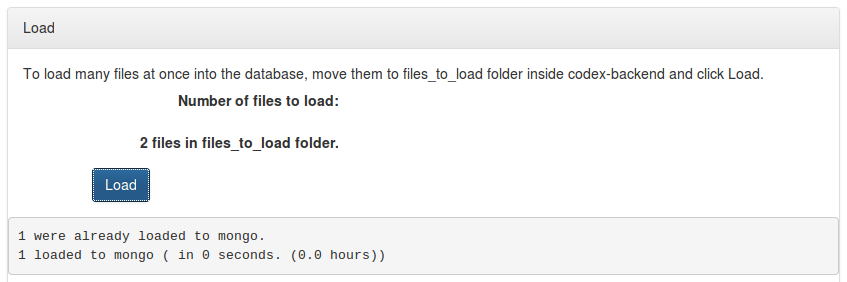 Load
To load many files at once into the database, move them to files_to_load folder inside codex-backend and click Load.
Number of files to load:
2 files in files_to_load folder.
Load
1 were already loaded to mongo.
1 loaded to mongo ( in 0 seconds. (0.0 hours))